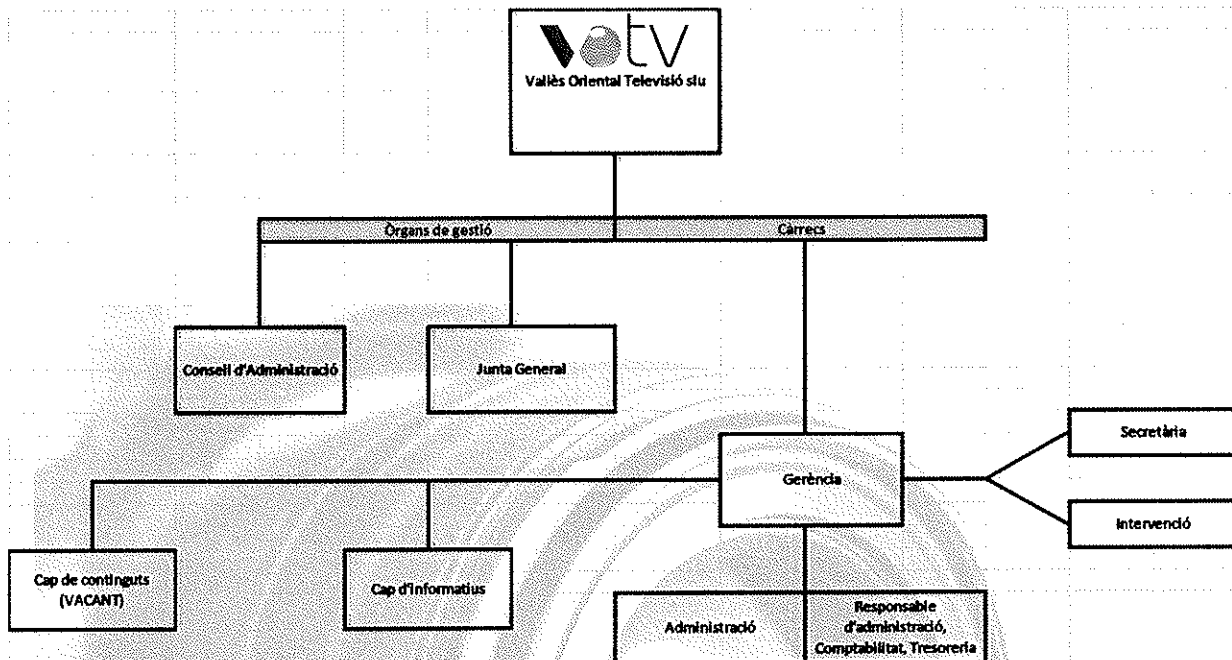 votv
Vallès Oriental Televisió slu
Òrgans de gestió
Càrrecs
Consell d'Administració
Junta General
Secretària
Gerència
Intervenció
Cap de continguts
(VACANT)
Cap d'Informatius
Administració
Responsable
d'administració,
Comptabilitat, Tresoreria